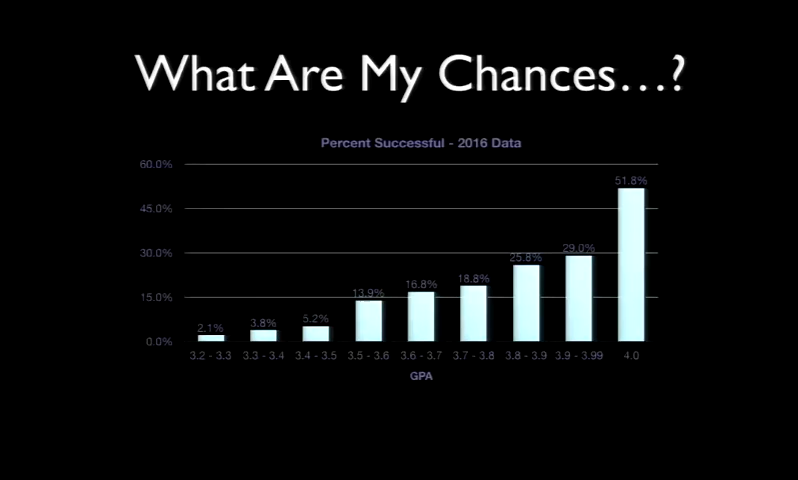 What Are My Chances...?
Percent Successful - 2016 Data
60.0%
45.0%
30.0%
15.0%
0.0%
2.1%
3.8%
5.2%
13.9%
16.8%
18.8%
25.8%
29.0%
51.8%
3.2 - 3.3
3.3 - 3.4
3.4 - 3.5
3.5 - 3.6
3.6 - 3.7
3.7 - 3.8
3.8 - 3.9
3.9 - 3.99
4.0
GPA